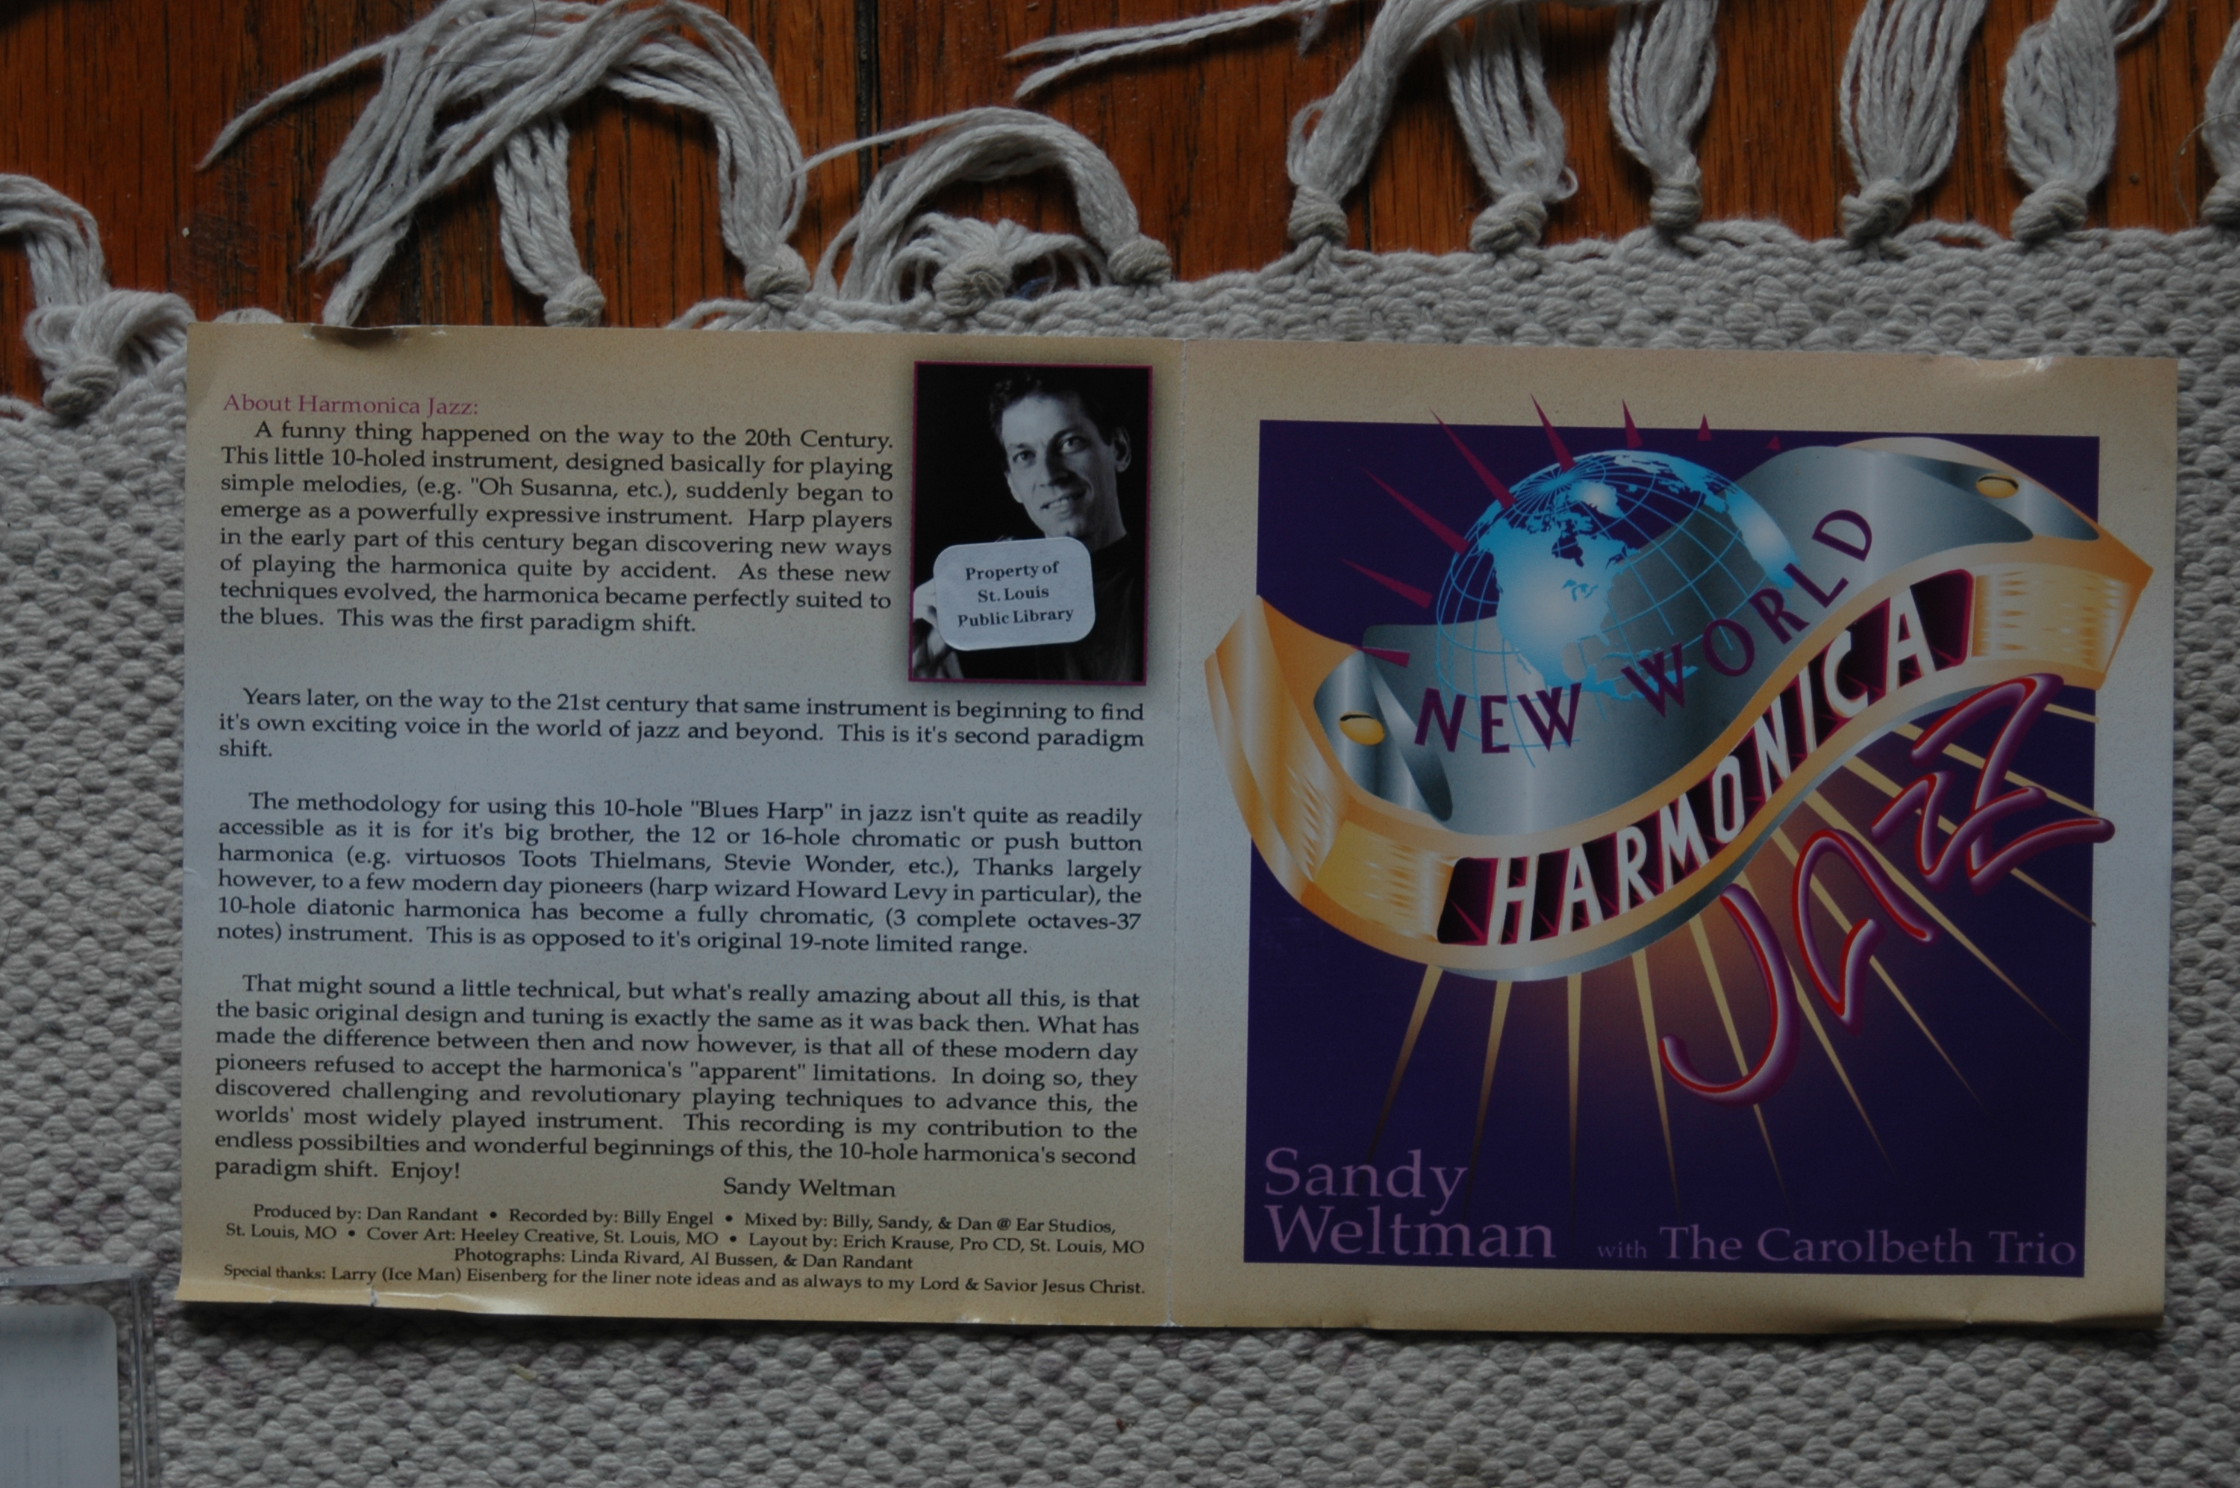 About Harmonica Jazz:
A funny thing happened on the way to the 20th Century.
This little 10-holed instrument, designed basically for playing
simple melodies, (e.g. "Oh Susanna, etc.), suddenly began to
emerge as a powerfully expressive instrument. Harp players
in the early part of this century began discovering new ways
of playing the harmonica quite by accident. As these new
techniques evolved, the harmonica became perfectly suited to
the blues. This was the first paradigm shift.
Property of
St. Louis
Public Library
Years later, on the way to the 21st century that same instrument is beginning to find
it's own exciting voice in the world of jazz and beyond. This is it's second paradigm
shift.
The methodology for using this 10-hole "Blues Harp" in jazz isn't quite as readily
accessible as it is for it's big brother, the 12 or 16-hole chromatic or push button
harmonica (e.g. virtuosos Toots Thielmans, Stevie Wonder, etc.), Thanks largely
however, to a few modern day pioneers (harp wizard Howard Levy in particular), the
10-hole diatonic harmonica has become a fully chromatic, (3 complete octaves-37
notes) instrument. This is as opposed to it's original 19-note limited range.
That might sound a little technical, but what's really amazing about all this, is that
the basic original design and tuning is exactly the same as it was back then. What has
made the difference between then and now however, is that all of these modern day
pioneers refused to accept the harmonica's "apparent" limitations. In doing so, they
discovered challenging and revolutionary playing techniques to advance this, the
worlds' most widely played instrument. This recording is my contribution to the
endless possibilties and wonderful beginnings of this, the 10-hole harmonica's second
paradigm shift. Enjoy!
Sandy Weltman
Produced by: Dan Randant • Recorded by: Billy Engel • Mixed by: Billy, Sandy, & Dan @ Ear Studios,
St. Louis, MO • Cover Art: Heeley Creative, St. Louis, MO • Layout by: Erich Krause, Pro CD, St. Louis, MO
Photographs: Linda Rivard, Al Bussen, & Dan Randant
Special thanks: Larry (Ice Man) Eisenberg for the liner note ideas and as always to my Lord & Savior Jesus Christ.
NEW WORLD
HARMONICA
JAZZ
Sandy
Weltman with The Carolbeth Trio